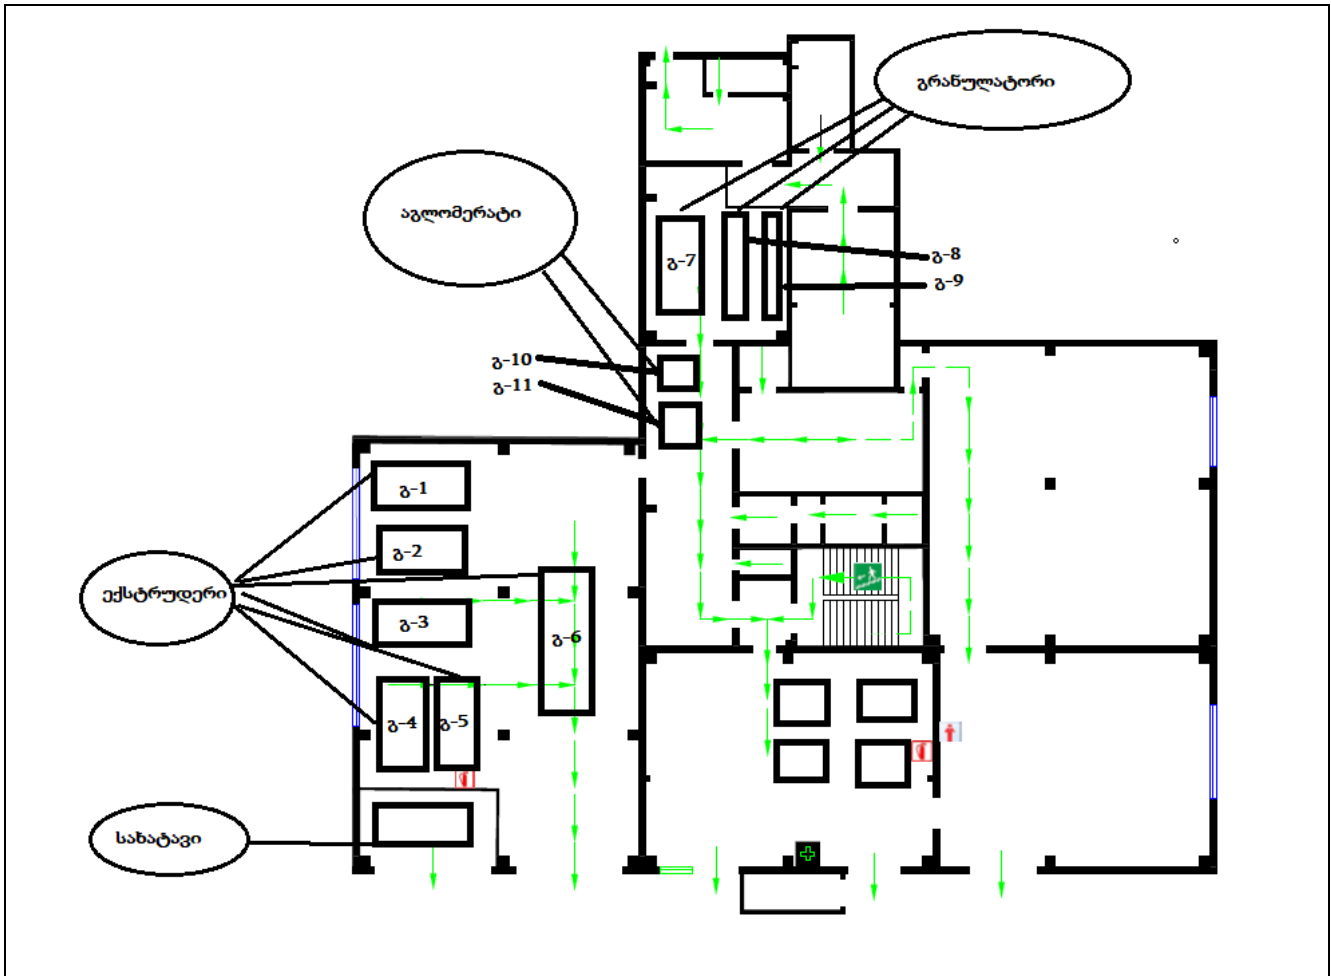 გრანულატორი
აგლომერატი
გ-7
გ-8
გ-9
გ-10
გ-11
გ-1
გ-2
ექსტრუდერი
გ-3
გ-6
გ-4
გ-5
სახატავი